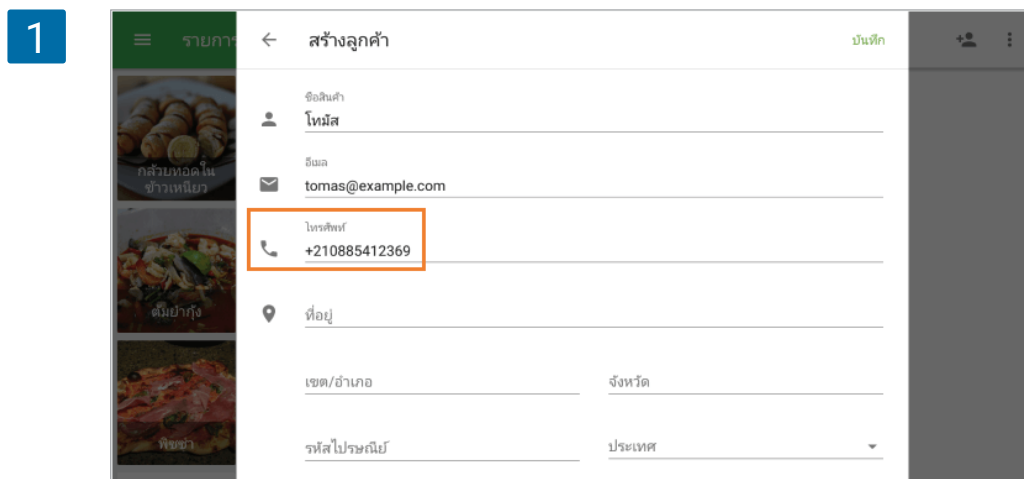 1
รายการ
สร้างลูกค้า
บันทึก
ชื่อสินค้า
โทมัส
อีเมล
tomas@example.com
โทรศัพท์
+210885412369
ที่อยู่
เขต/อำเภอ
จังหวัด
รหัสไปรษณีย์
ประเทศ
กล้วยทอดใน
ข้าวเหนียว
ต้มยำกุ้ง
พิซซ่า